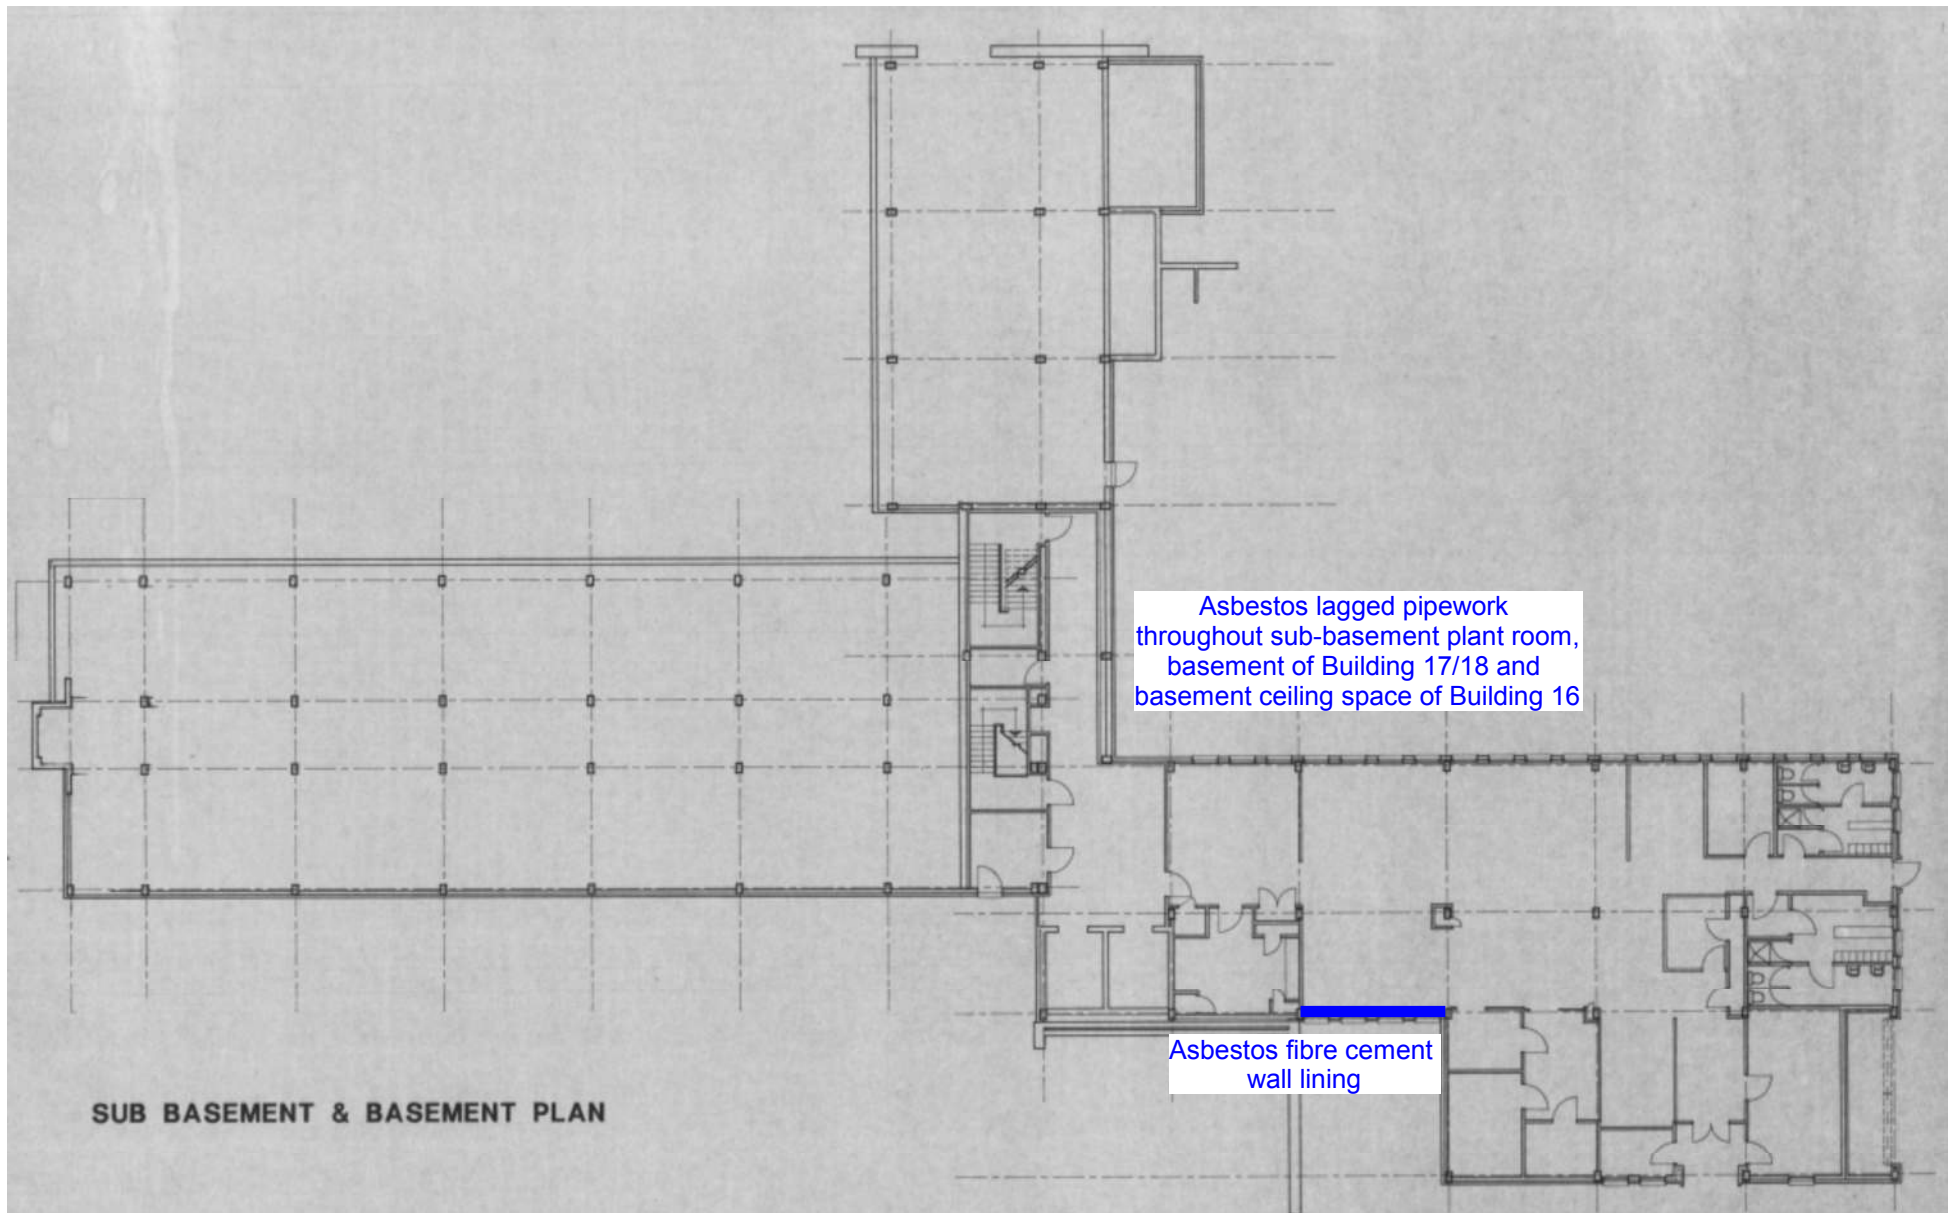 Asbestos lagged pipework
throughout sub-basement plant room,
basement of Building 17/18 and
basement ceiling space of Building 16
Asbestos fibre cement
wall lining
SUB BASEMENT & BASEMENT PLAN